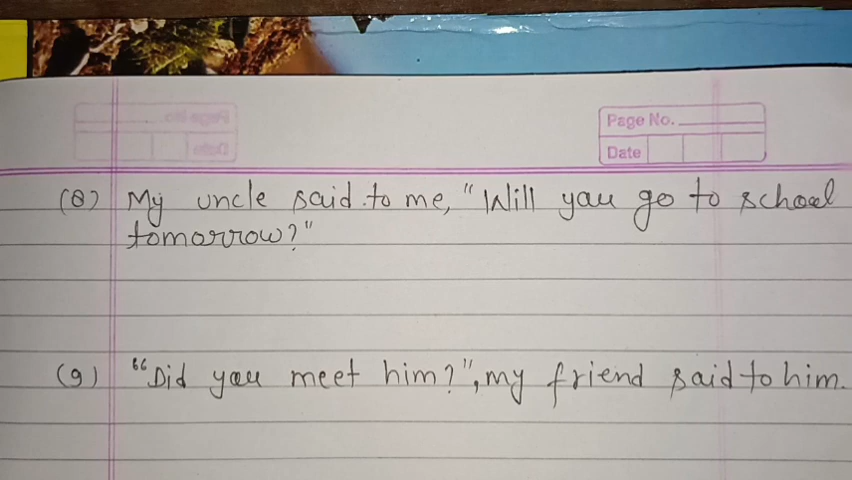 Page No.
Date
(8) My uncle said to me, "Will you go to school
tomorrow?"
(9) "Did you meet him?", my friend said to him.